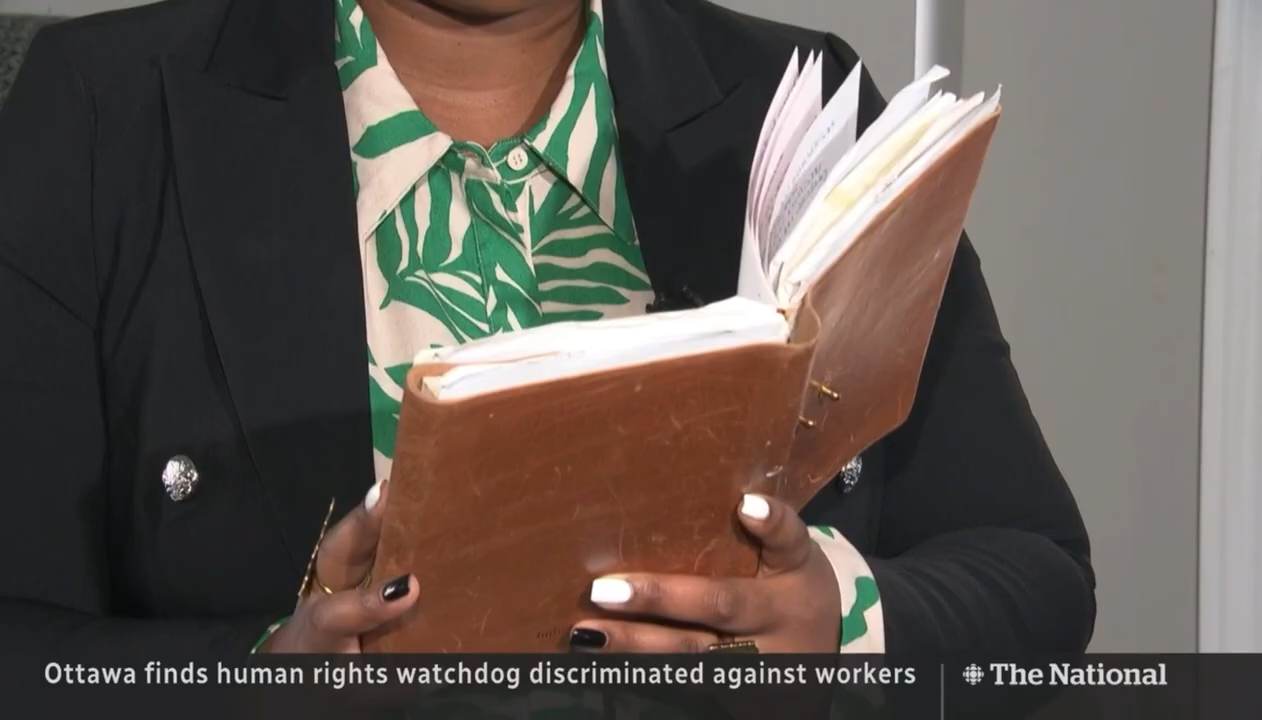 Ottawa finds human rights watchdog discriminated against workers
The National